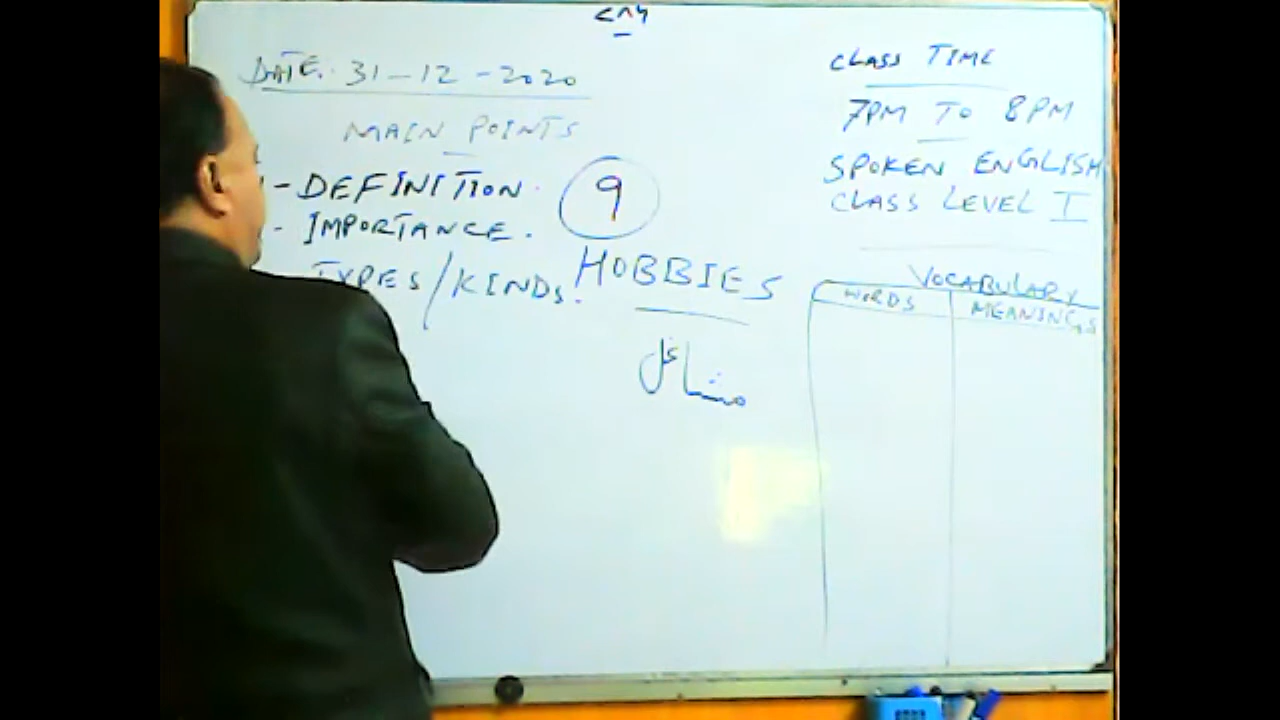 DATE. 31-12-2020
MAIN POINTS
- DEFINITION.
- IMPORTANCE.
TYPES/KINDS.
9
HOBBIES
مشاغل
CLASS TIME
7PM TO 8PM
SPOKEN ENGLISH
CLASS LEVEL I
VOCABULARY
WORDS MEANINGS